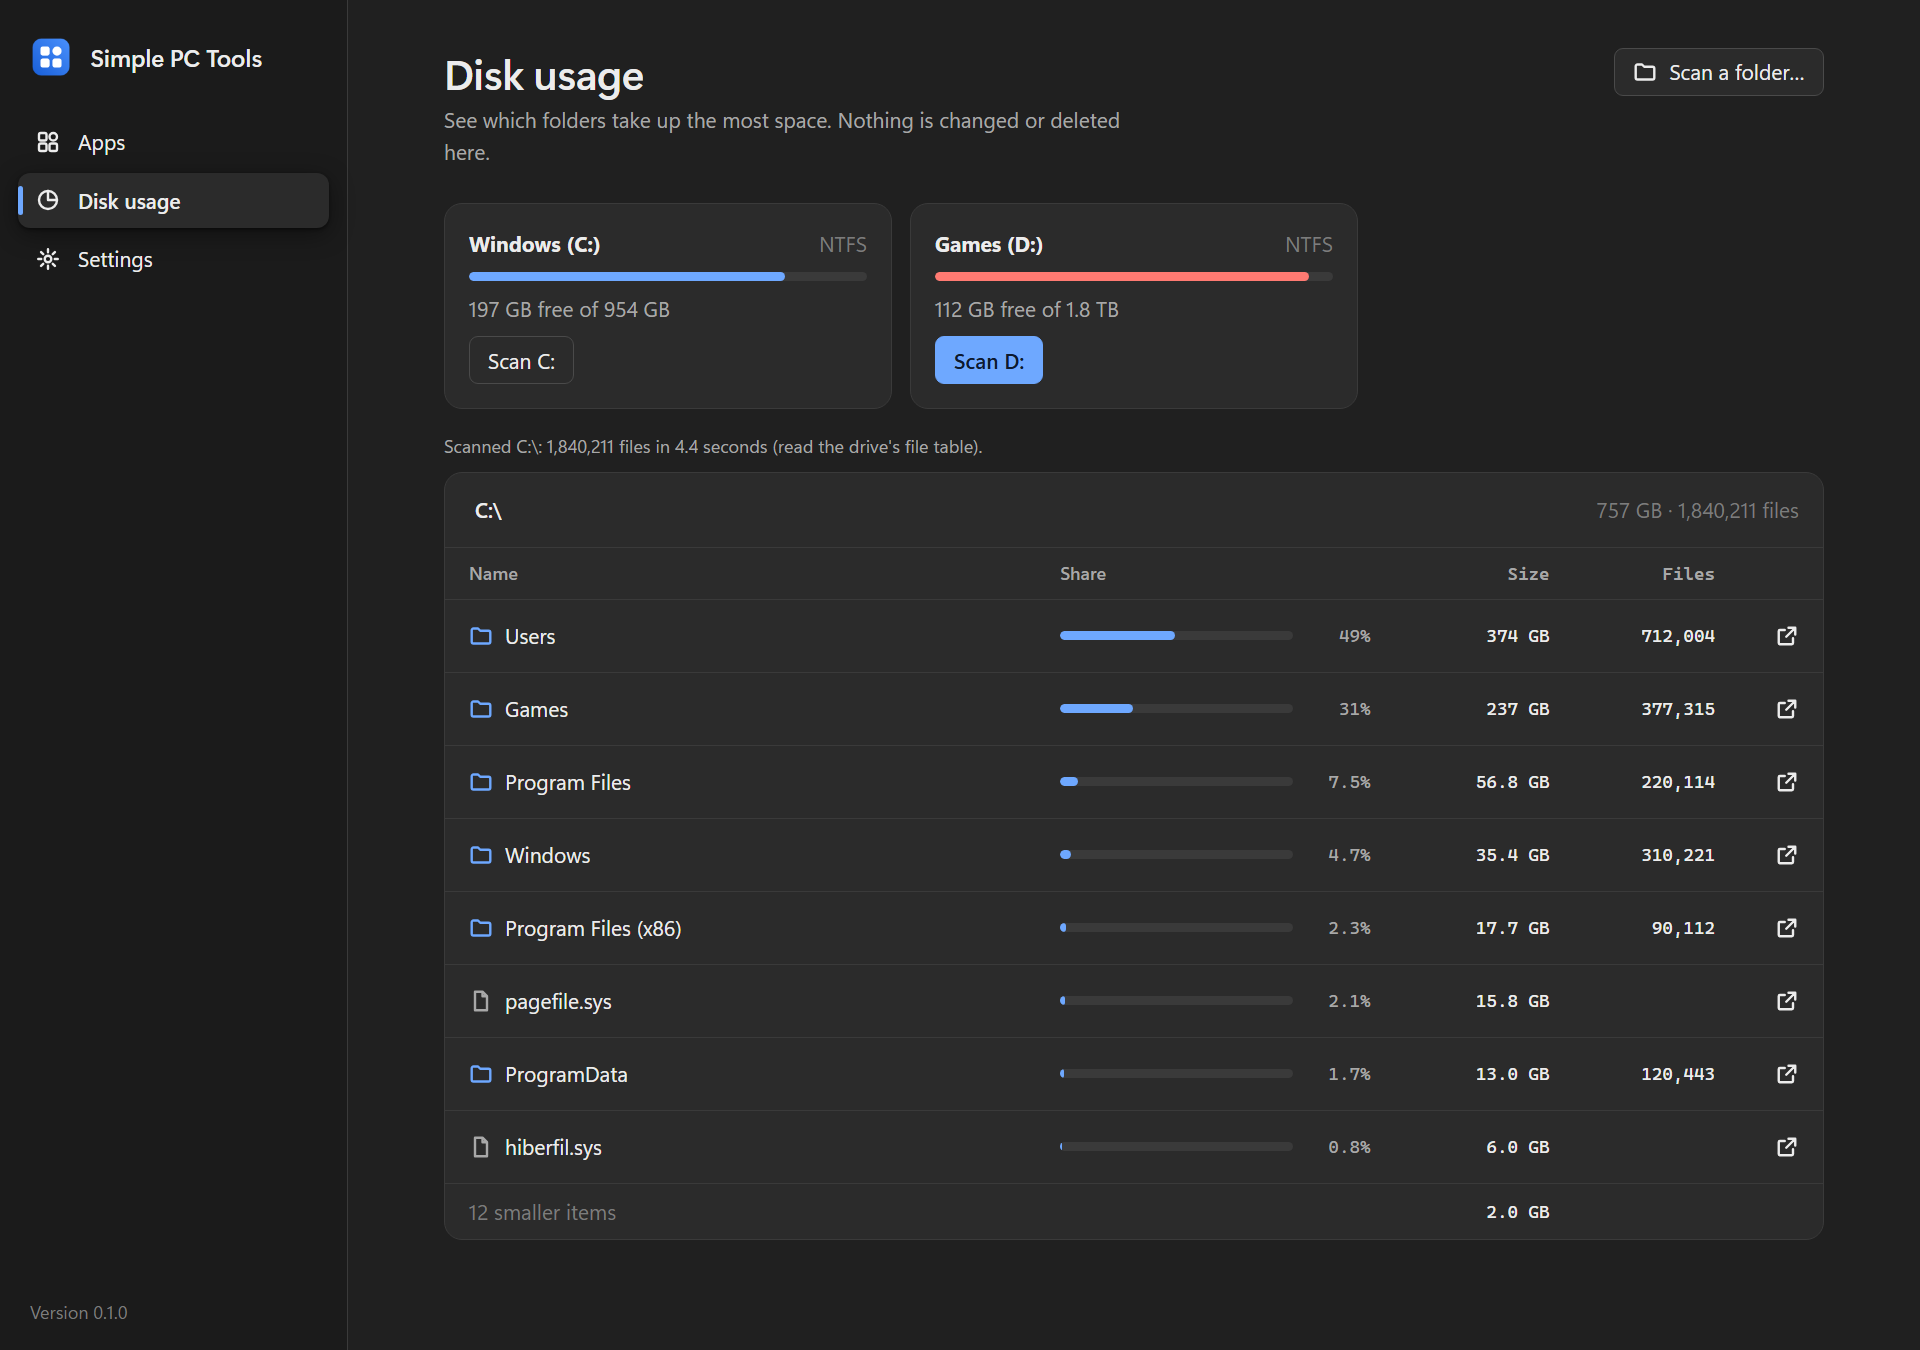 Simple PC Tools
Apps
Disk usage
Settings
Version 0.1.0
Disk usage
Scan a folder...
See which folders take up the most space. Nothing is changed or deleted
here.
Windows (C:) NTFS
197 GB free of 954 GB
Scan C:
Games (D:) NTFS
112 GB free of 1.8 TB
Scan D:
Scanned C:\: 1,840,211 files in 4.4 seconds (read the drive's file table).
C:\ 757 GB · 1,840,211 files
Name Share Size Files
Users 49% 374 GB 712,004
Games 31% 237 GB 377,315
Program Files 7.5% 56.8 GB 220,114
Windows 4.7% 35.4 GB 310,221
Program Files (x86) 2.3% 17.7 GB 90,112
pagefile.sys 2.1% 15.8 GB
ProgramData 1.7% 13.0 GB 120,443
hiberfil.sys 0.8% 6.0 GB
12 smaller items 2.0 GB